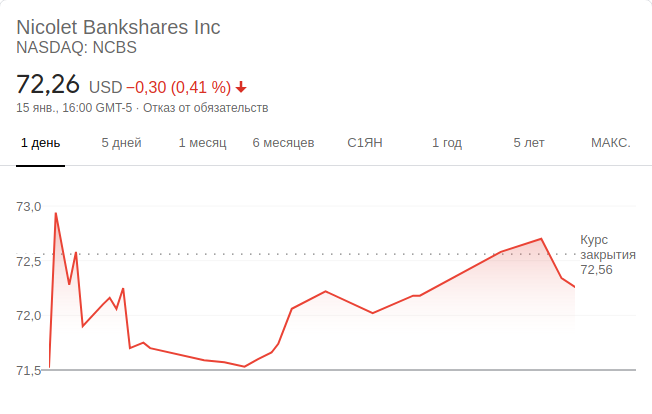 Nicolet Bankshares Inc
NASDAQ: NCBS
72,26 USD −0,30 (0,41 %)
15 янв., 16:00 GMT-5 · Отказ от обязательств
1 день 5 дней 1 месяц 6 месяцев С1ЯН 1 год 5 лет МАКС.
73,0
72,5
72,0
71,5
Курс
закрытия
72,56